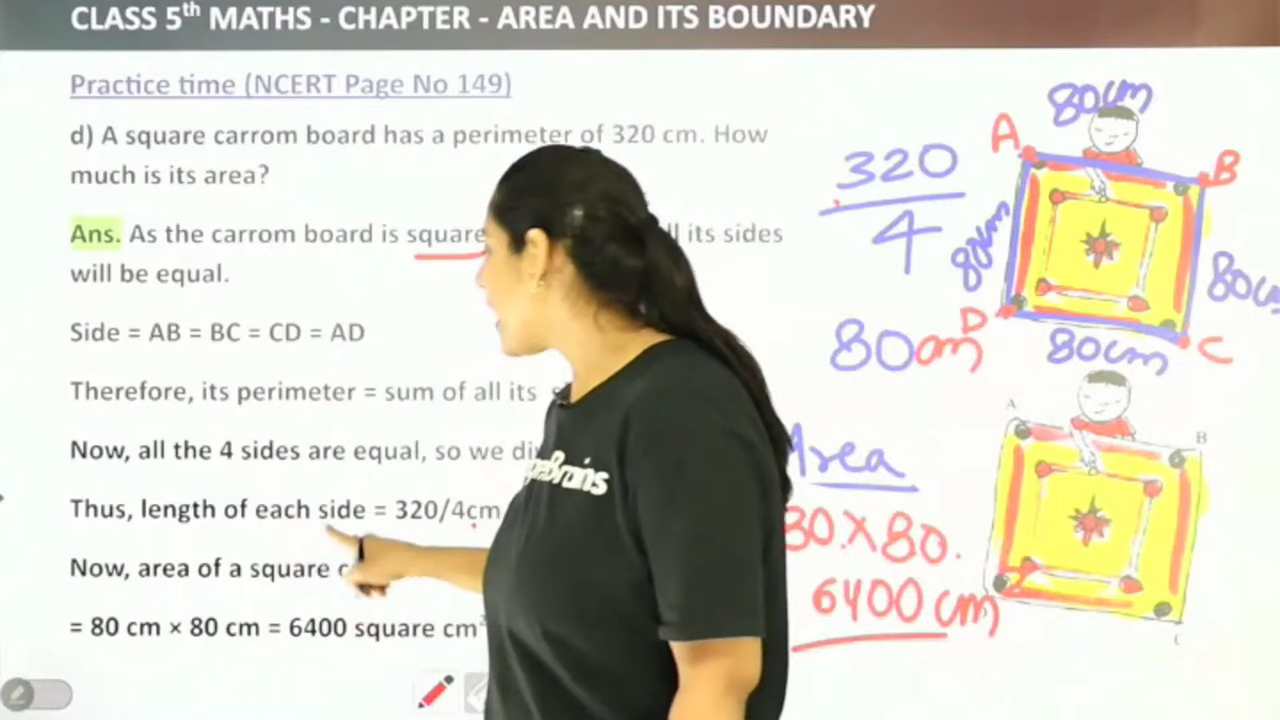 CLASS 5th MATHS - CHAPTER - AREA AND ITS BOUNDARY
Practice time (NCERT Page No 149)
d) A square carrom board has a perimeter of 320 cm. How
much is its area?
Ans. As the carrom board is square its sides
will be equal.
Side = AB = BC = CD = AD
Therefore, its perimeter = sum of all its
Now, all the 4 sides are equal, so we
Thus, length of each side = 320/4cm
Now, area of a square
= 80 cm × 80 cm = 6400 square cm
320
4
80cm
80cm
A
B
80cm
80cm
D
C
80cm
Area
80.
6400 cm
A
B
C